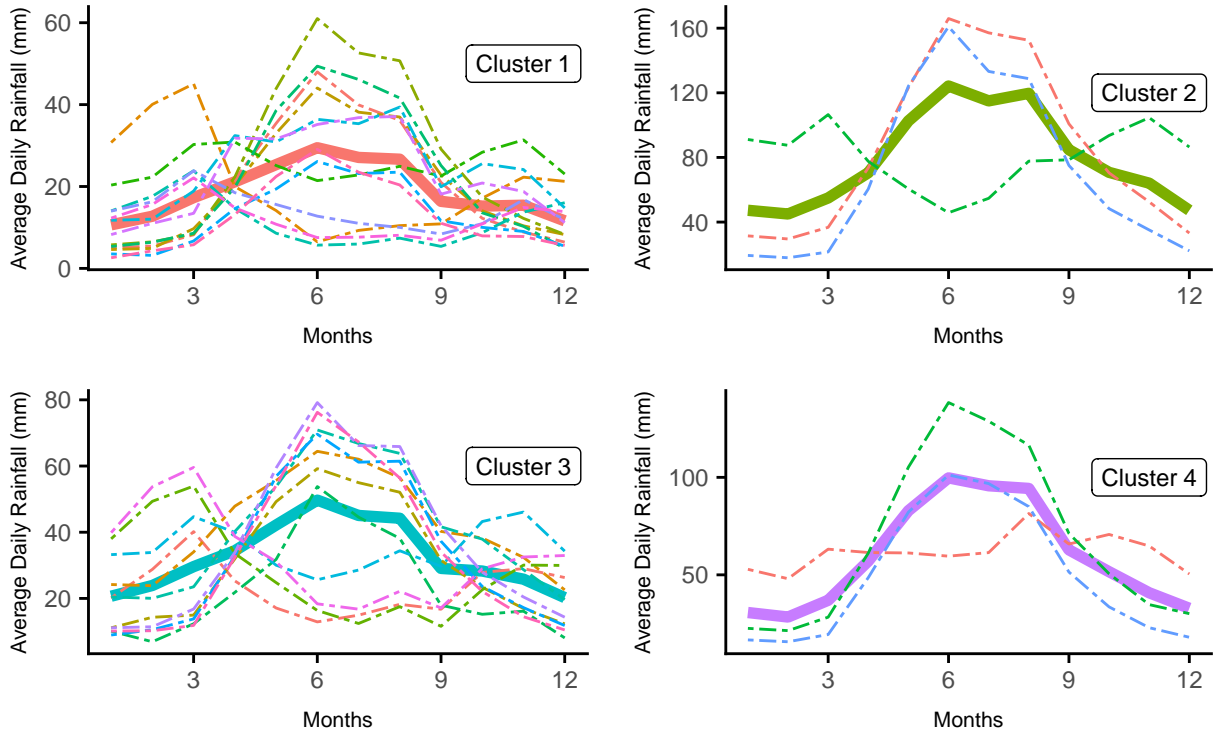 Average Daily Rainfall (mm)
60
40
20
0
Cluster 1
3 6 9 12
Months
Average Daily Rainfall (mm)
160
120
80
40
Cluster 2
3 6 9 12
Months
Average Daily Rainfall (mm)
80
60
40
20
Cluster 3
3 6 9 12
Months
Average Daily Rainfall (mm)
100
50
Cluster 4
3 6 9 12
Months